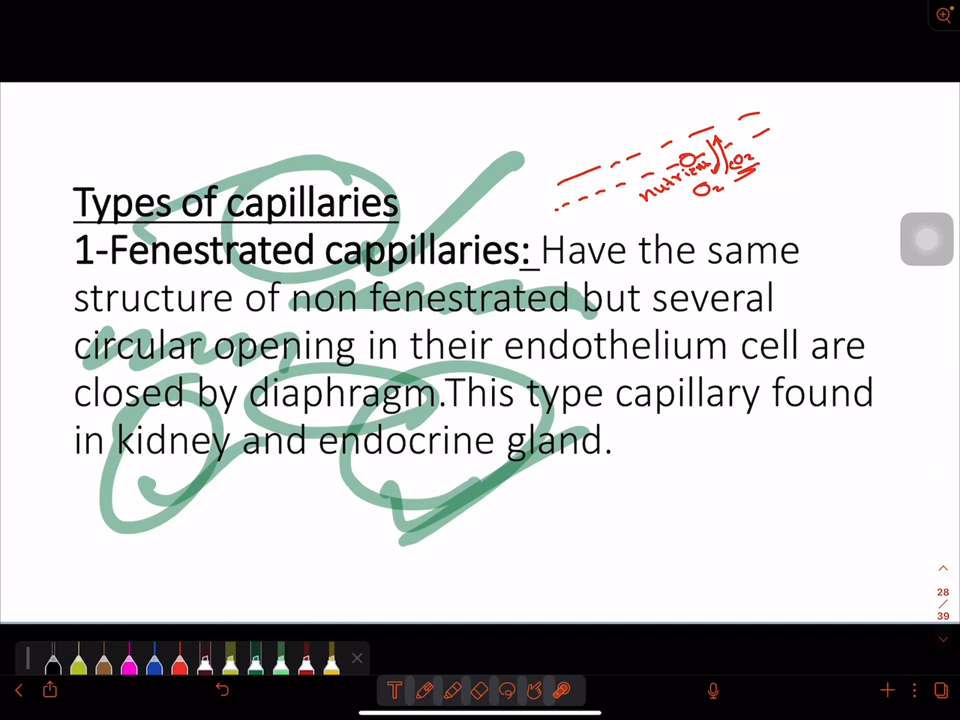 Types of capillaries
1-Fenestrated cappillaries: Have the same
structure of non fenestrated but several
circular opening in their endothelium cell are
closed by diaphragm.This type capillary found
in kidney and endocrine gland.
nutrient
O2
CO2
28
/
39
T